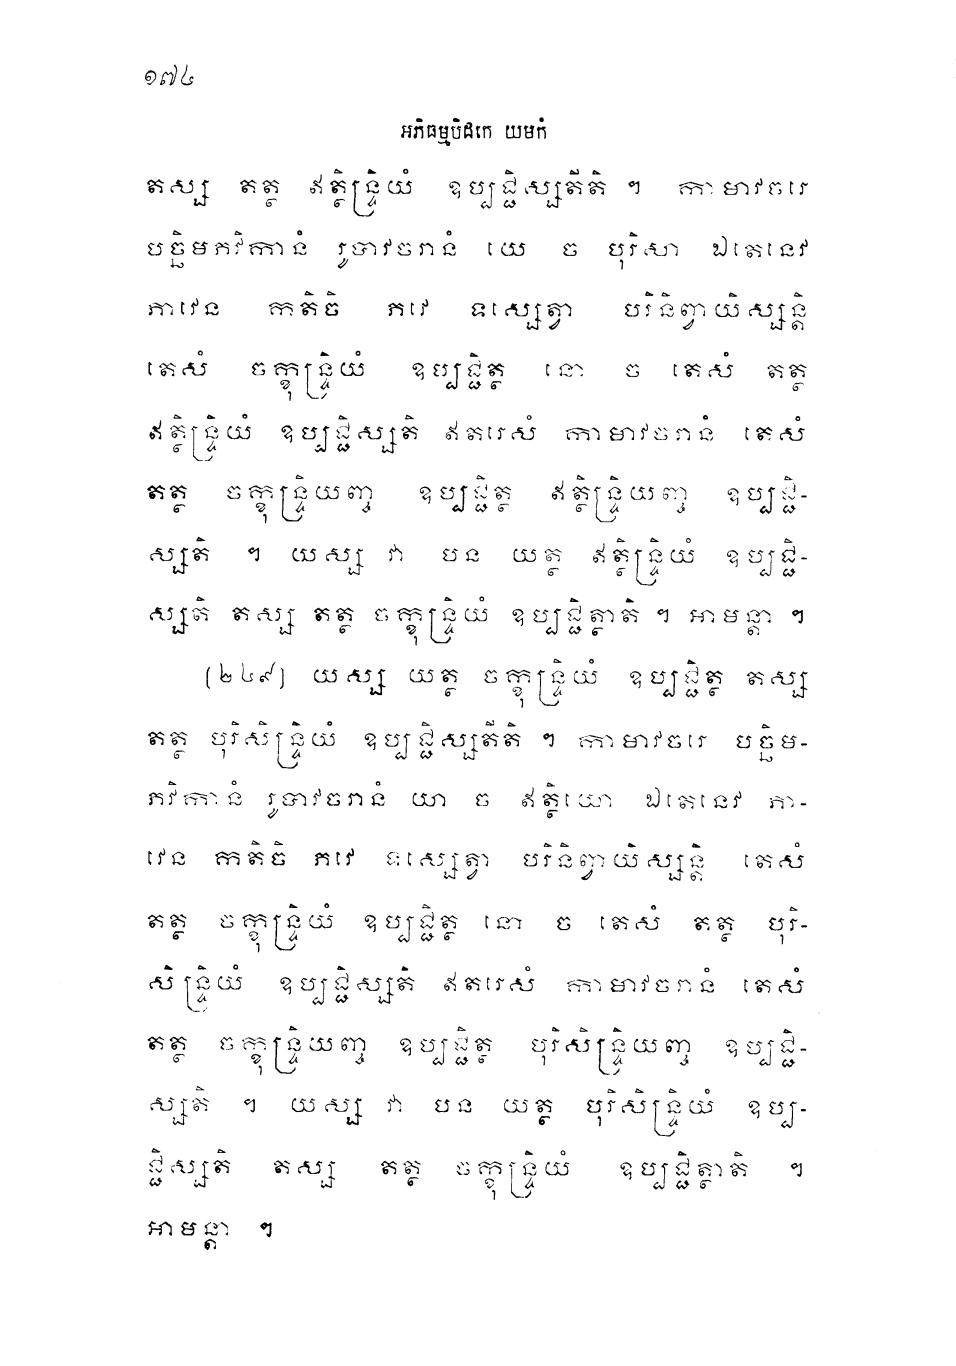 ១៧៤
អភិធម្មបិដកេ យមកំ
តស្ស តត្ថ ឥត្ថិន្ទ្រិយំ ឧប្បជ្ជិស្សតីតិ ។ កាមាវចរេ
បច្ឆិមភវិកានំ រូបាវចរានំ យេ ច បុរិសា ឯតេនេវ
ភាវេន កតិចិ ភវេ ទស្សេត្វា បរិនិព្វាយិស្សន្តិ
តេសំ ចក្ខុន្ទ្រិយំ ឧប្បជ្ជិត្ថ នោ ច តេសំ តត្ថ
ឥត្ថិន្ទ្រិយំ ឧប្បជ្ជិស្សតិ ឥតរេសំ កាមាវចរានំ តេសំ
តត្ថ ចក្ខុន្ទ្រិយញ្ច ឧប្បជ្ជិត្ថ ឥត្ថិន្ទ្រិយញ្ច ឧប្បជ្ជិ-
ស្សតិ ។ យស្ស វា បន យត្ថ ឥត្ថិន្ទ្រិយំ ឧប្បជ្ជិ-
ស្សតិ តស្ស តត្ថ ចក្ខុន្ទ្រិយំ ឧប្បជ្ជិត្ថាតិ ។ អាមន្តា ។
(២៤៩) យស្ស យត្ថ ចក្ខុន្ទ្រិយំ ឧប្បជ្ជិត្ថ តស្ស
តត្ថ បុរិសិន្ទ្រិយំ ឧប្បជ្ជិស្សតីតិ ។ កាមាវចរេ បច្ឆិម-
ភវិកានំ រូបាវចរានំ យា ច ឥត្ថិយោ ឯតេនេវ ភា-
វេន កតិចិ ភវេ ទស្សេត្វា បរិនិព្វាយិស្សន្តិ តេសំ
តត្ថ ចក្ខុន្ទ្រិយំ ឧប្បជ្ជិត្ថ នោ ច តេសំ តត្ថ បុរិ-
សិន្ទ្រិយំ ឧប្បជ្ជិស្សតិ ឥតរេសំ កាមាវចរានំ តេសំ
តត្ថ ចក្ខុន្ទ្រិយញ្ច ឧប្បជ្ជិត្ថ បុរិសិន្ទ្រិយញ្ច ឧប្បជ្ជិ-
ស្សតិ ។ យស្ស វា បន យត្ថ បុរិសិន្ទ្រិយំ ឧប្ប-
ជ្ជិស្សតិ តស្ស តត្ថ ចក្ខុន្ទ្រិយំ ឧប្បជ្ជិត្ថាតិ ។
អាមន្តា ។